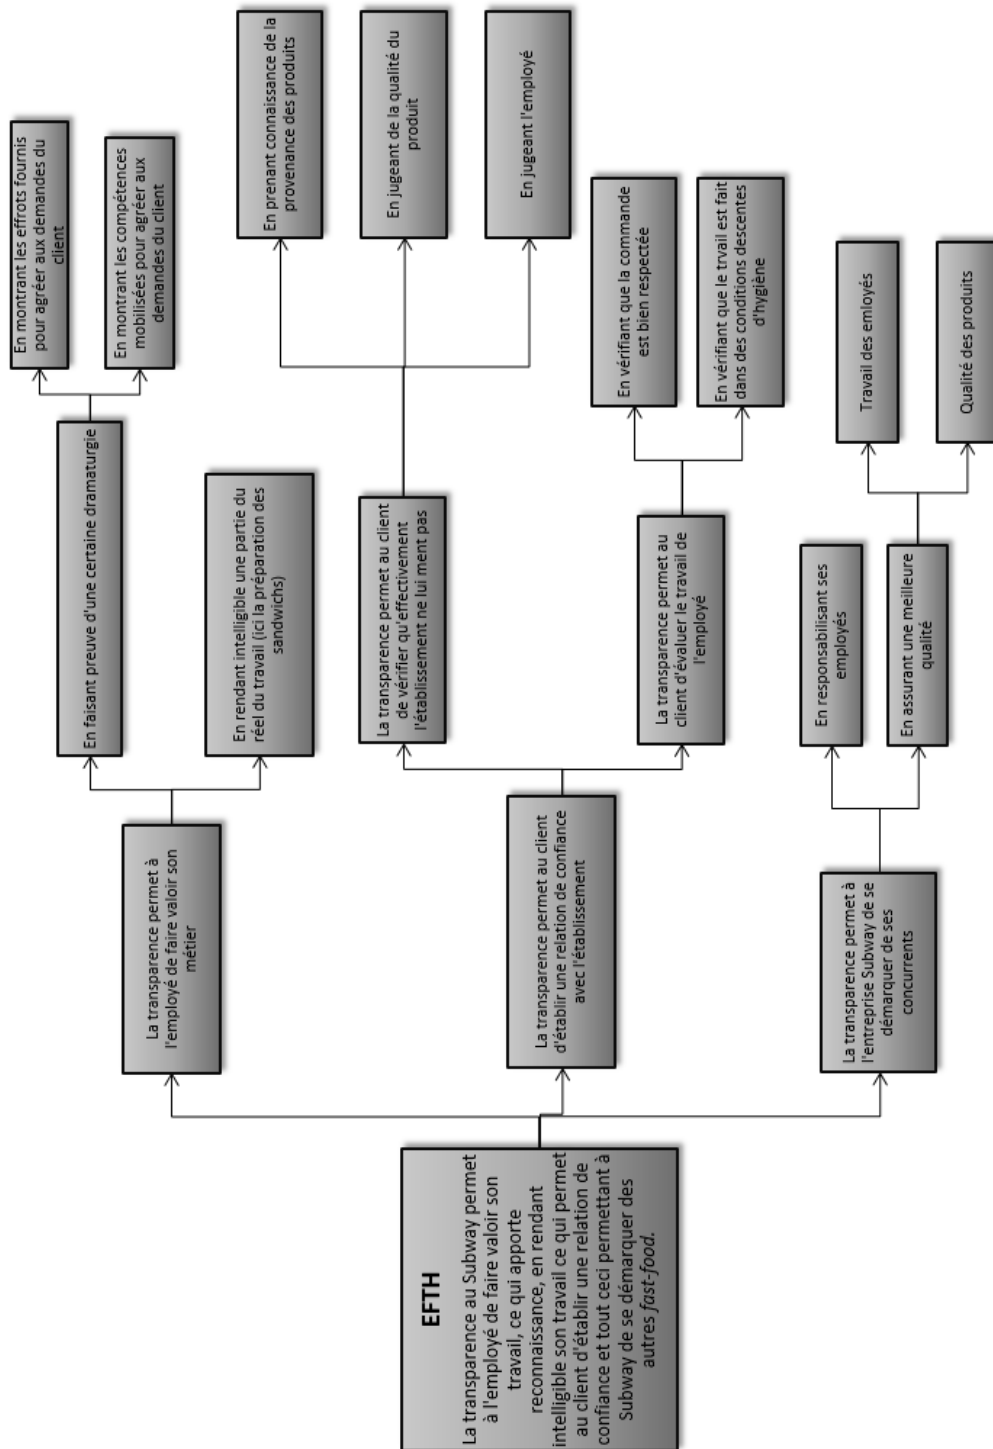 EFTH
La transparence au Subway permet
à l'employé de faire valoir son
travail, ce qui apporte
reconnaissance, en rendant
intelligible son travail ce qui permet
au client d'établir une relation de
confiance et tout ceci permettant à
Subway de se démarquer des
autres fast-food.
La transparence permet à
l'employé de faire valoir son
métier
En faisant preuve d'une certaine dramaturgie
En montrant les effrots fournis
pour agréer aux demandes du
client
En montrant les compétences
mobilisées pour agréer aux
demandes du client
En rendant intelligible une partie du
réel du travail (ici la préparation des
sandwichs)
La transparence permet au client
d'établir une relation de confiance
avec l'établissement
La transparence permet au client
de vérifier qu'effectivement
l'établissement ne lui ment pas
En prenant connaissance de la
provenance des produits
En jugeant de la qualité du
produit
En jugeant l'employé
La transparence permet au
client d'évaluer le travail de
l'employé
En vérifiant que la commande
est bien respectée
En vérifiant que le trvail est fait
dans des conditions descentes
d'hygiène
La transparence permet à
l'entreprise Subway de se
démarquer de ses
concurrents
En responsabilisant ses
employés
En assurant une meilleure
qualité
Travail des emloyés
Qualité des produits